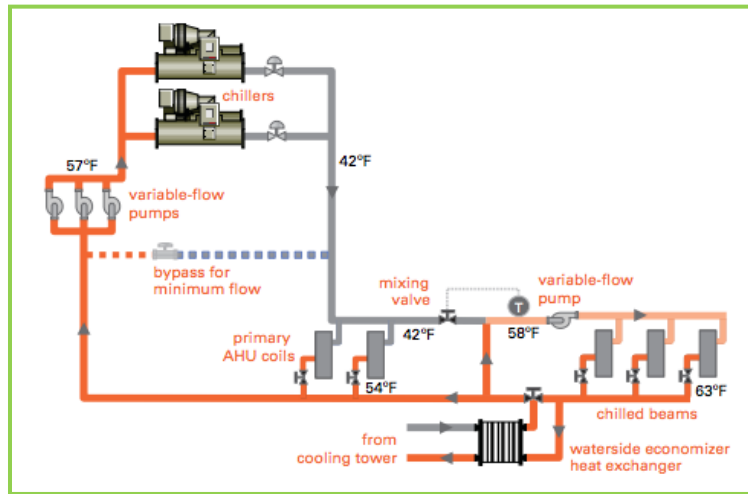 chillers
57°F
42°F
variable-flow
pumps
bypass for
minimum flow
mixing
valve
T
variable-flow
pump
primary
AHU coils
42°F
58°F
54°F
63°F
chilled beams
from
cooling tower
waterside economizer
heat exchanger